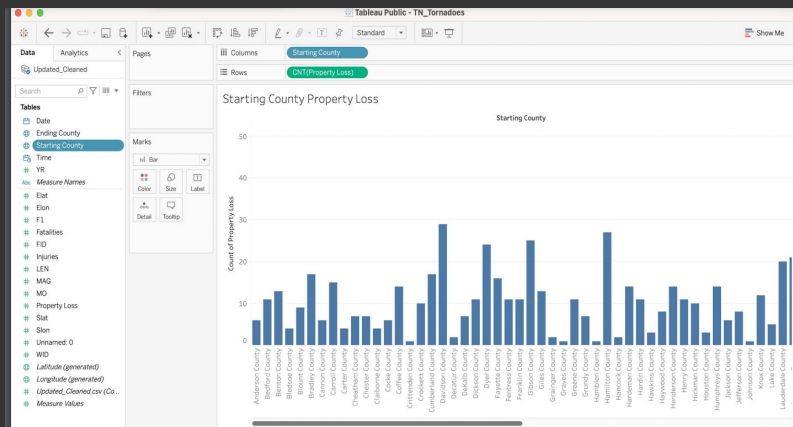 Tableau Public - TN_Tornadoes
Standard
Show Me
Data
Analytics
Updated_Cleaned
Search
Tables
Date
Ending County
Starting County
Time
# YR
Abc Measure Names
# Elat
# Elon
# F1
# Fatalities
# FID
# Injuries
# LEN
# MAG
# MO
# Property Loss
# Slat
# Slon
# Unnamed: 0
# WID
Latitude (generated)
Longitude (generated)
# Updated_Cleaned.csv (Co...
# Measure Values
Pages
Filters
Marks
Bar
Color
Size
Label
Detail
Tooltip
Columns
Starting County
Rows
CNT(Property Loss)
Starting County Property Loss
Starting County
Count of Property Loss
50
40
30
20
10
0
Anderson County
Bedford County
Benton County
Bledsoe County
Blount County
Bradley County
Cannon County
Carroll County
Carter County
Cheatham County
Chester County
Claiborne County
Cocke County
Coffee County
Crittenden County
Crockett County
Cumberland County
Davidson County
Decatur County
DeKalb County
Dickson County
Dyer County
Fayette County
Fentress County
Franklin County
Gibson County
Giles County
Grainger County
Graves County
Greene County
Grundy County
Hamblen County
Hamilton County
Hancock County
Hardeman County
Hardin County
Hawkins County
Haywood County
Henderson County
Henry County
Hickman County
Houston County
Humphreys County
Jackson County
Jefferson County
Johnson County
Knox County
Lake County
Lauderdale County